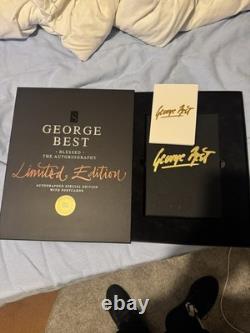 GEORGE
BEST
- BLESSED -
THE AUTOBIOGRAPHY
Limited Edition
AUTOGRAPHED SPECIAL EDITION
WITH POSTCARDS
George Best
George Best